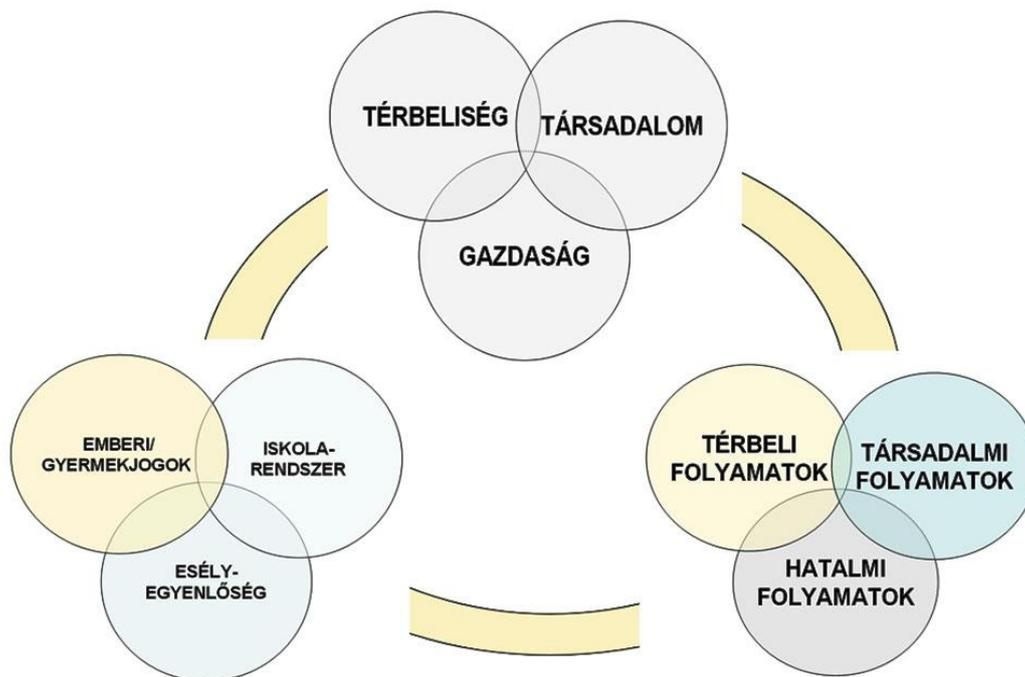 TÉRBELISÉG
TÁRSADALOM
GAZDASÁG
EMBERI/
GYERMEKJOGOK
ISKOLA-
RENDSZER
ESÉLY-
EGYENLŐSÉG
TÉRBELI
FOLYAMATOK
TÁRSADALMI
FOLYAMATOK
HATALMI
FOLYAMATOK